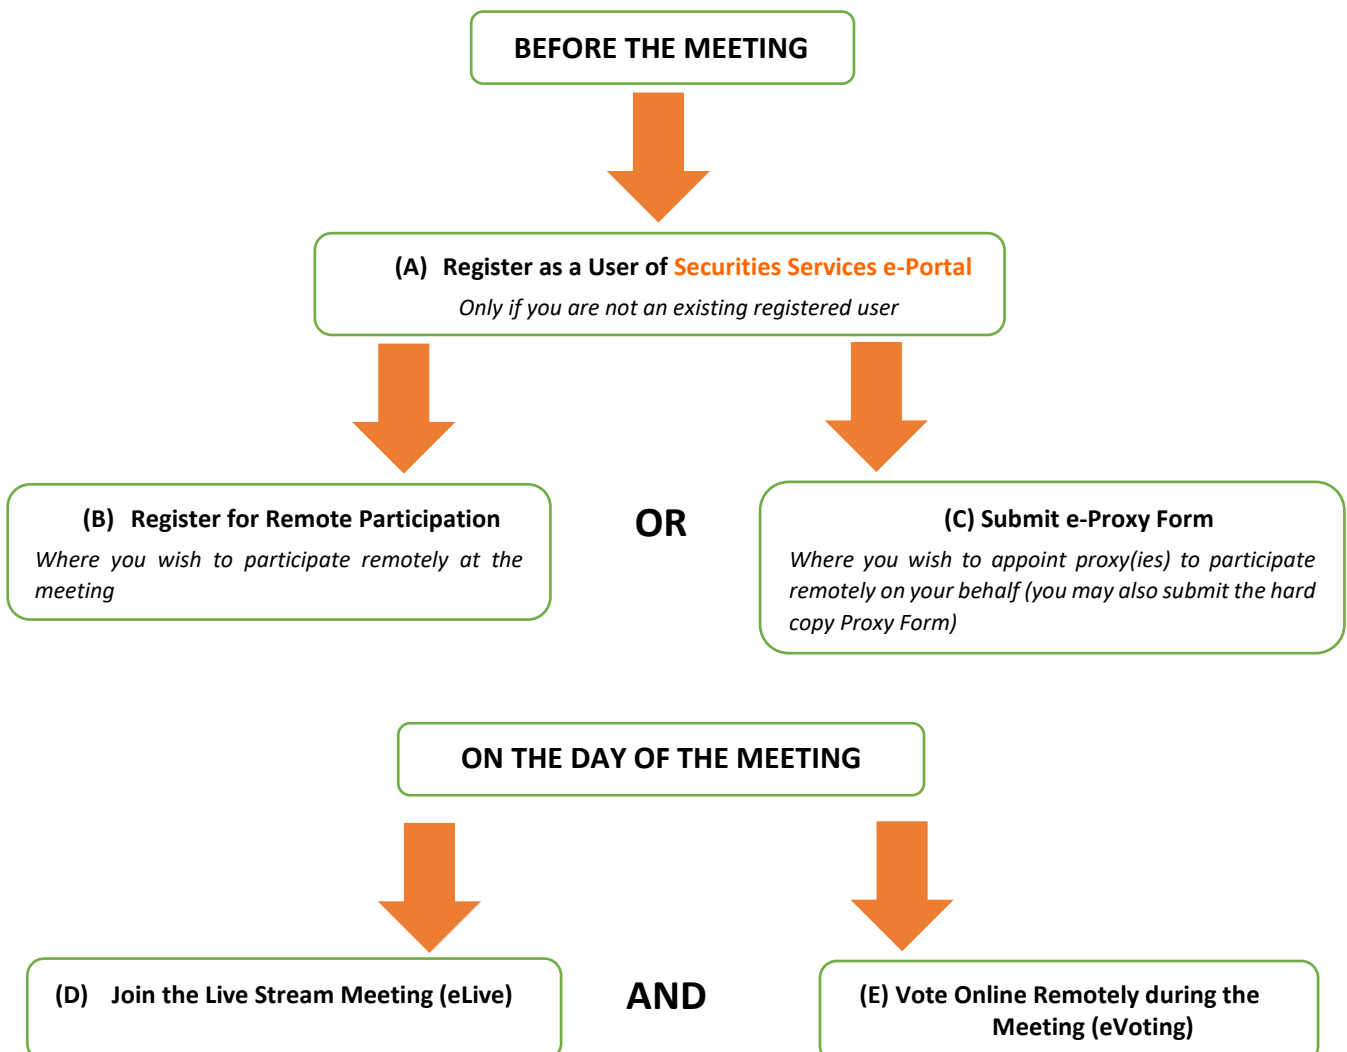 BEFORE THE MEETING
(A) Register as a User of Securities Services e-Portal
Only if you are not an existing registered user
(B) Register for Remote Participation
Where you wish to participate remotely at the
meeting
OR
(C) Submit e-Proxy Form
Where you wish to appoint proxy(ies) to participate
remotely on your behalf (you may also submit the hard
copy Proxy Form)
ON THE DAY OF THE MEETING
(D) Join the Live Stream Meeting (eLive)
AND
(E) Vote Online Remotely during the
Meeting (eVoting)